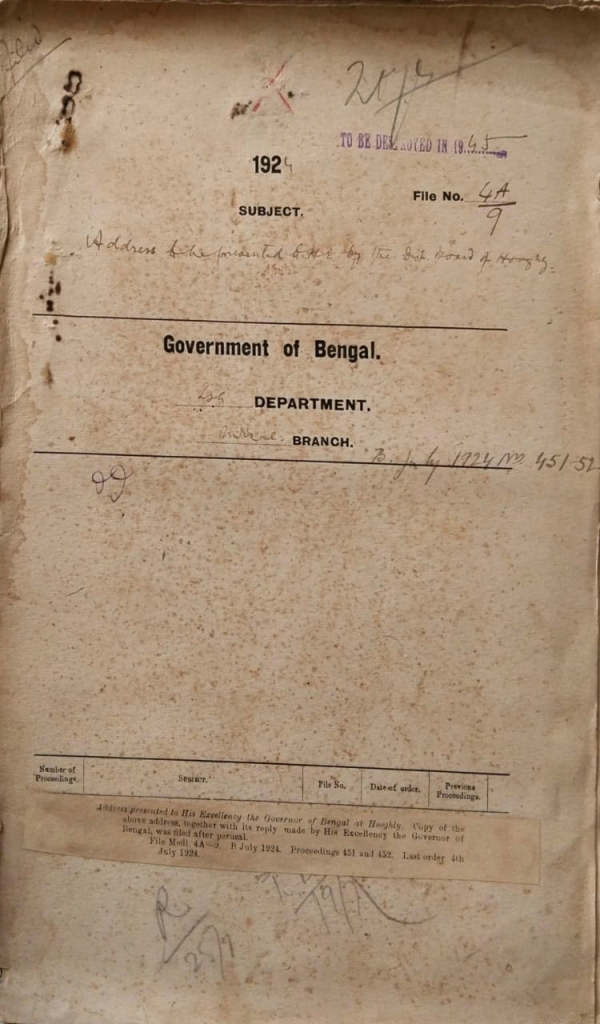 Filed
TO BE DESTROYED IN 1945
1924
File No. 4A/9
SUBJECT.
Address to be presented to H.E. by the Dist. Board of Hooghly.
Government of Bengal.
DEPARTMENT.
BRANCH.
B. July 1924 No. 451-52
Number of Proceedings.
SUBJECT.
File No.
Date of order.
Previous Proceedings.
Address presented to His Excellency the Governor of Bengal at Hooghly. Copy of the
above address, together with its reply made by His Excellency the Governor of
Bengal, was filed after perusal.
File Medl. 4A—9. B July 1924. Proceedings 451 and 452. Last order 4th
July 1924.
R
25/7